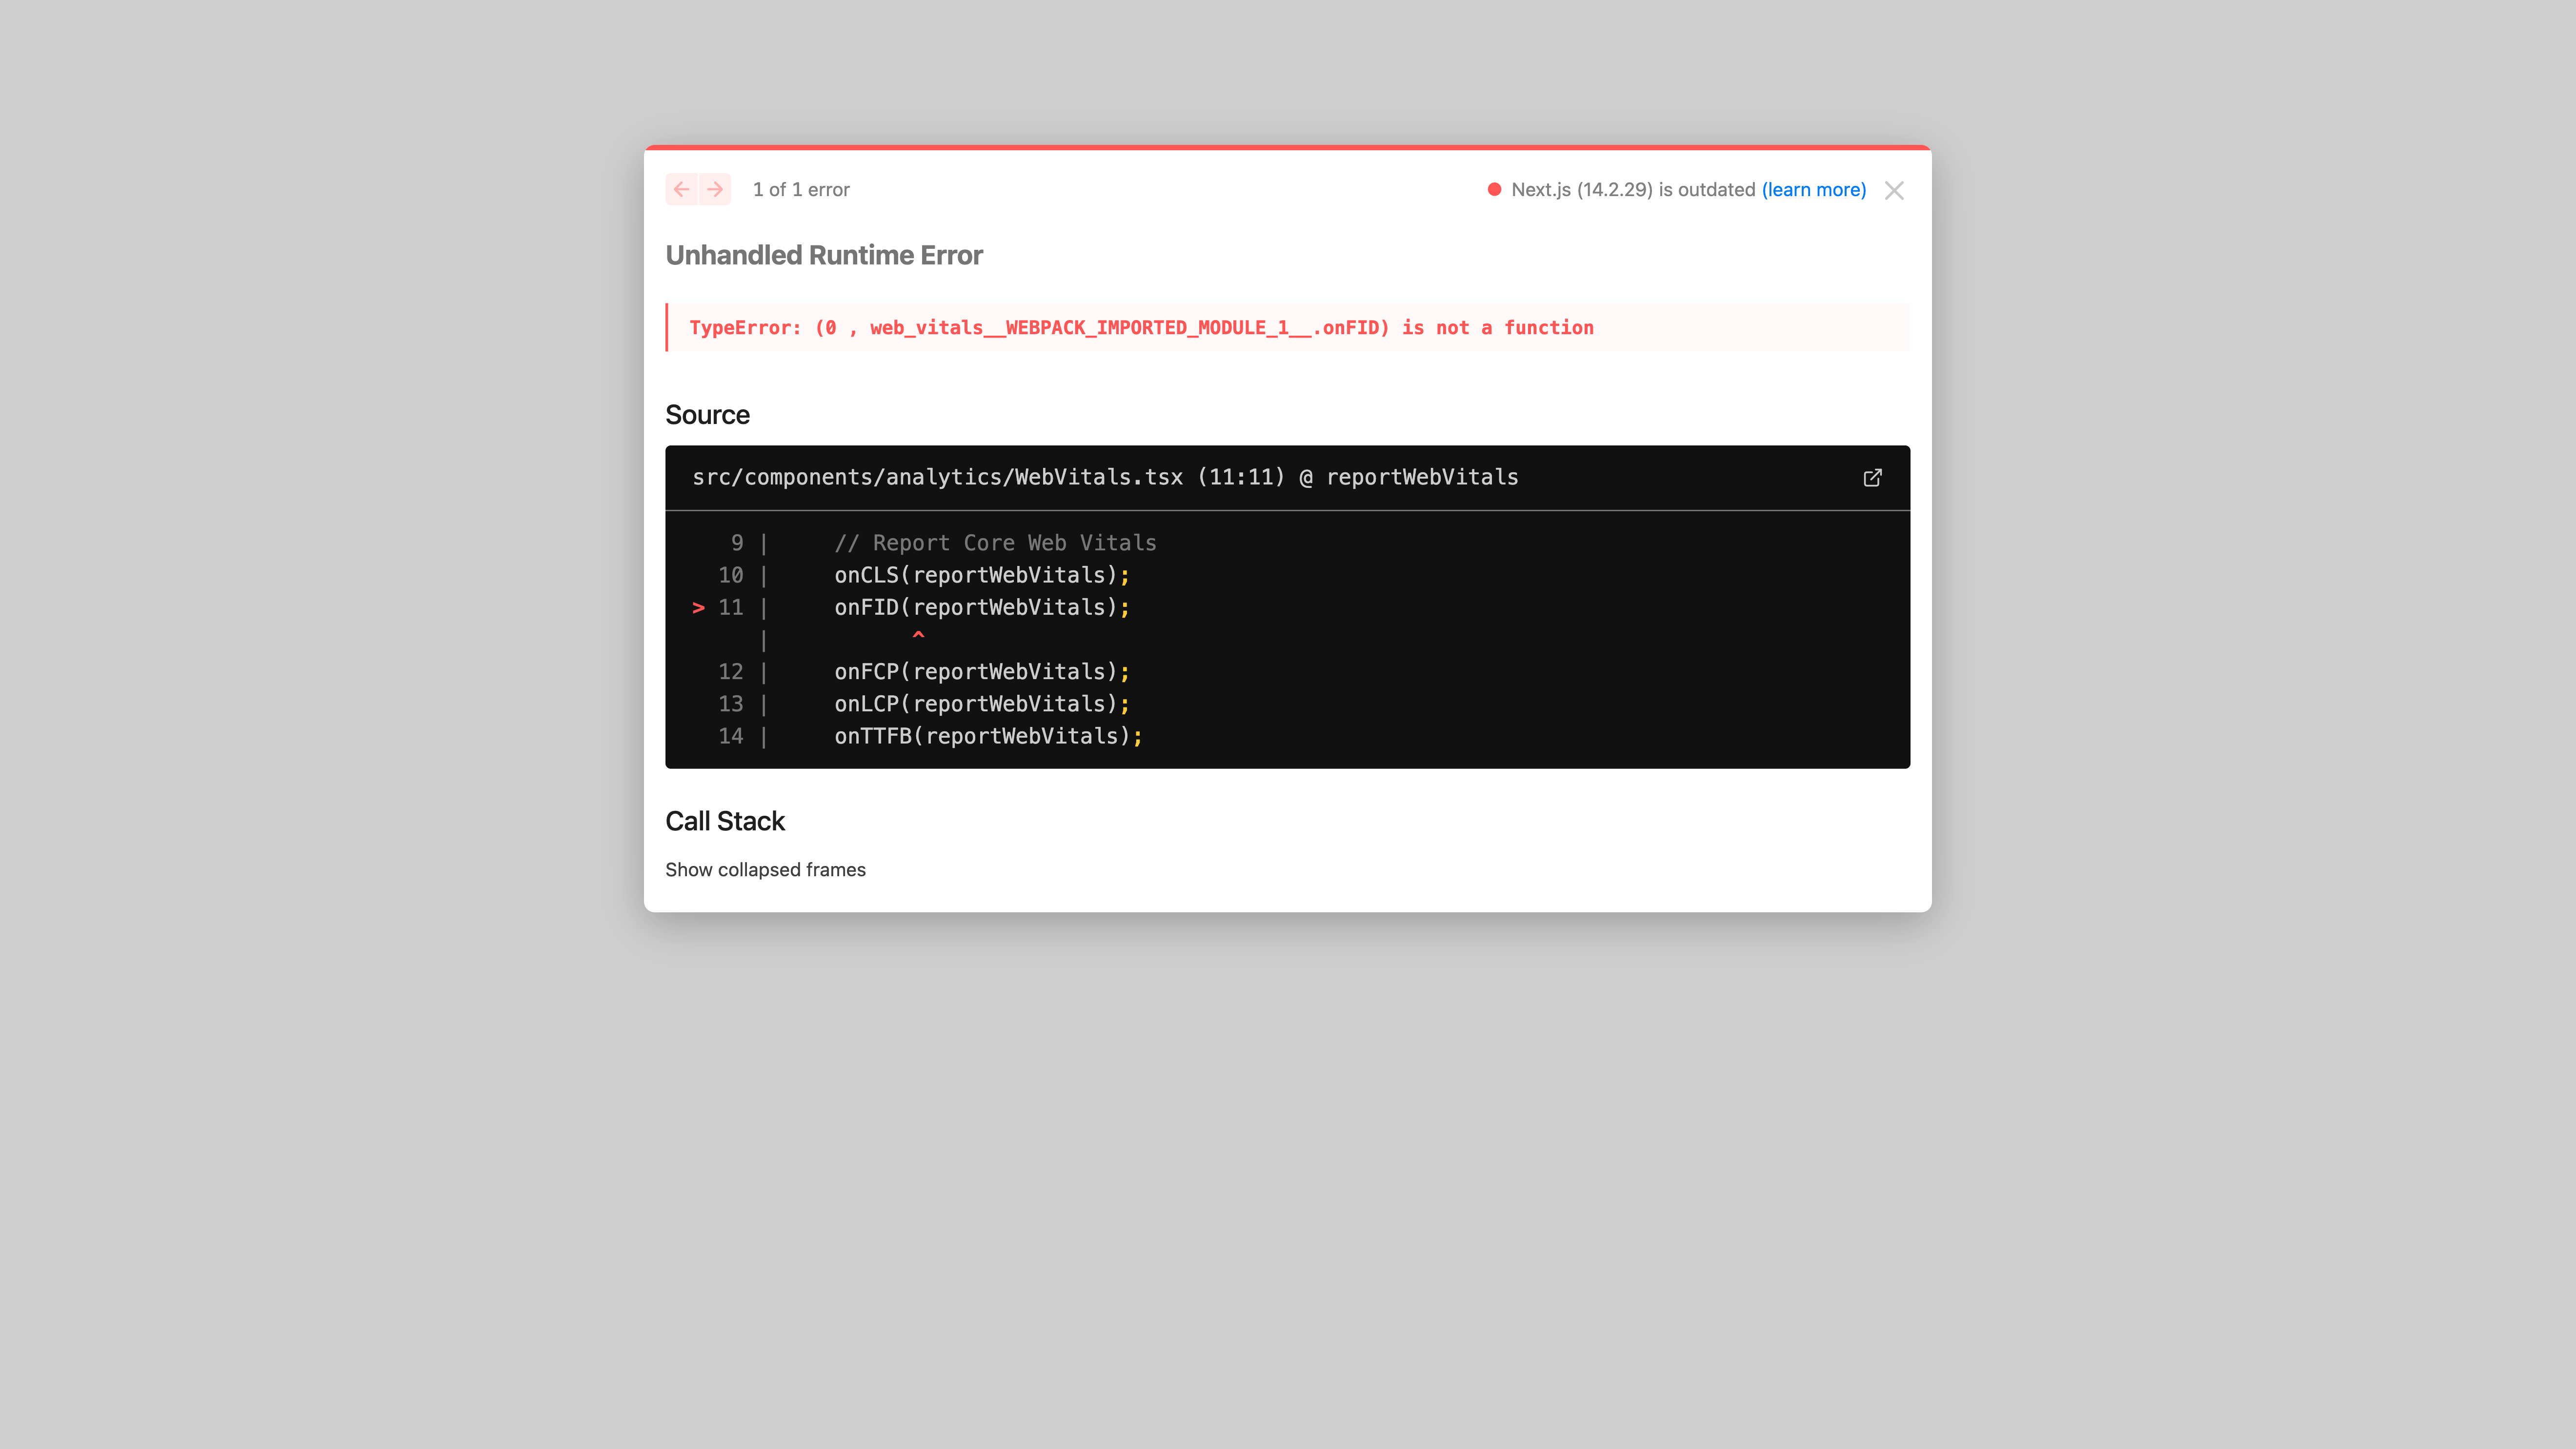 1 of 1 error
Next.js (14.2.29) is outdated (learn more)
Unhandled Runtime Error
TypeError: (0 , web_vitals__WEBPACK_IMPORTED_MODULE_1__.onFID) is not a function
Source
src/components/analytics/WebVitals.tsx (11:11) @ reportWebVitals
9 | // Report Core Web Vitals
10 | onCLS(reportWebVitals);
> 11 | onFID(reportWebVitals);
| ^
12 | onFCP(reportWebVitals);
13 | onLCP(reportWebVitals);
14 | onTTFB(reportWebVitals);
Call Stack
Show collapsed frames